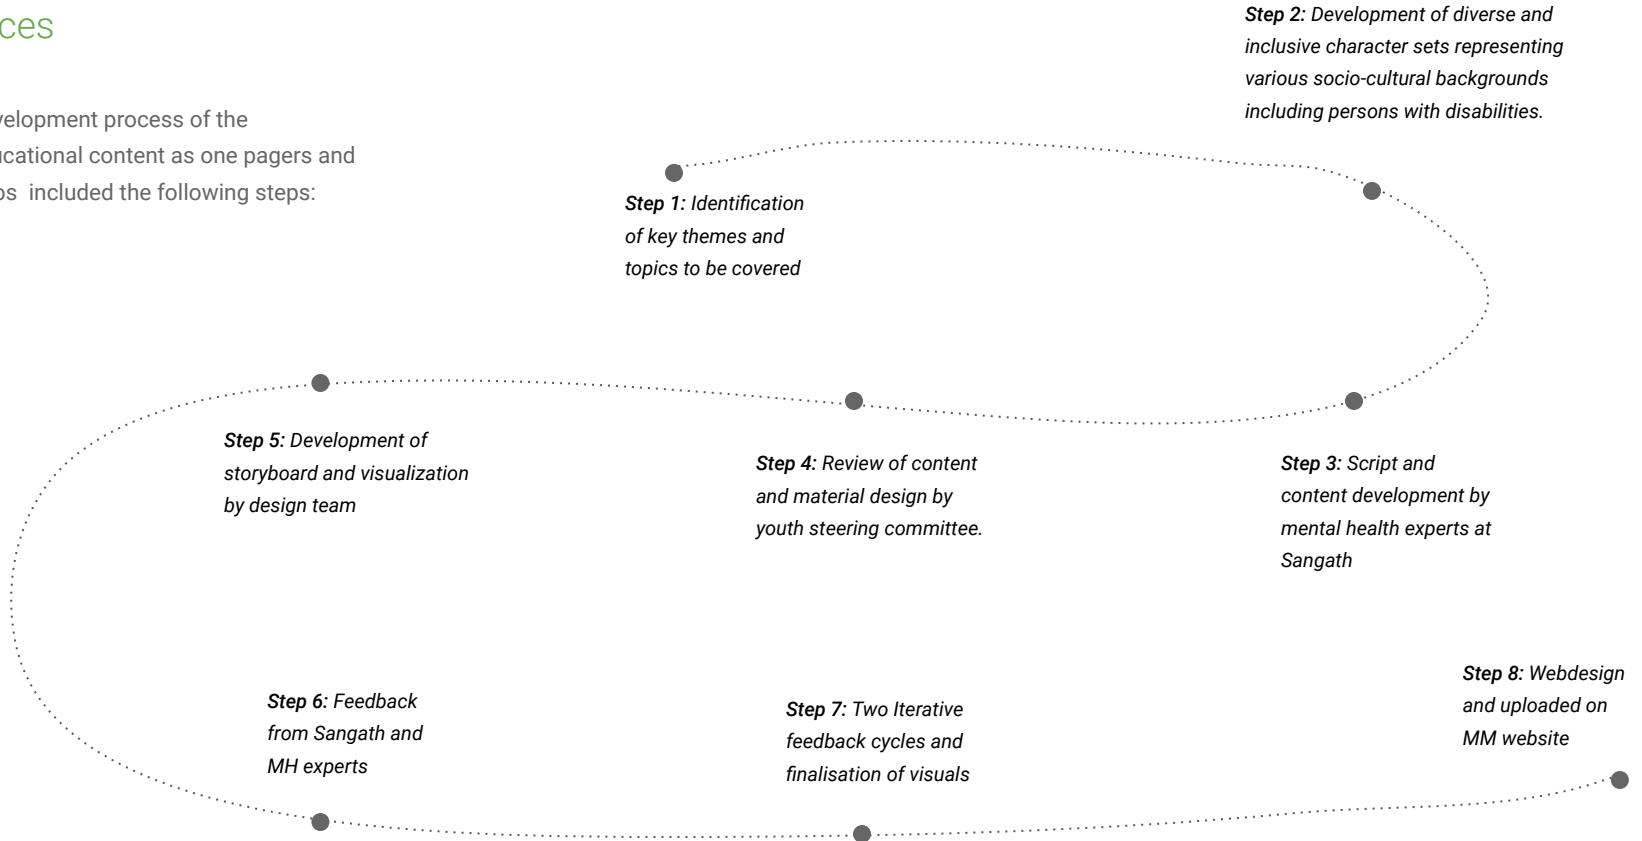 ces
velopment process of the
ucational content as one pagers and
os included the following steps:
Step 1: Identification
of key themes and
topics to be covered
Step 2: Development of diverse and
inclusive character sets representing
various socio-cultural backgrounds
including persons with disabilities.
Step 3: Script and
content development by
mental health experts at
Sangath
Step 4: Review of content
and material design by
youth steering committee.
Step 5: Development of
storyboard and visualization
by design team
Step 6: Feedback
from Sangath and
MH experts
Step 7: Two Iterative
feedback cycles and
finalisation of visuals
Step 8: Webdesign
and uploaded on
MM website